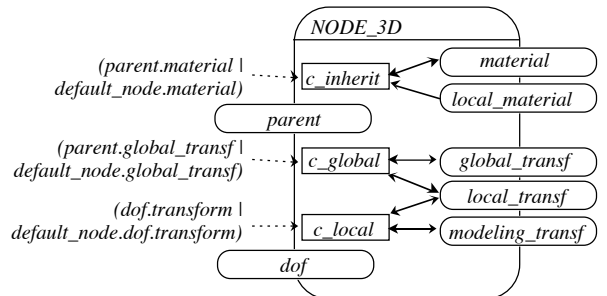 NODE_3D
(parent.material |
default_node.material)
c_inherit
material
local_material
parent
(parent.global_transf |
default_node.global_transf)
c_global
global_transf
local_transf
(dof.transform |
default_node.dof.transform)
c_local
modeling_transf
dof